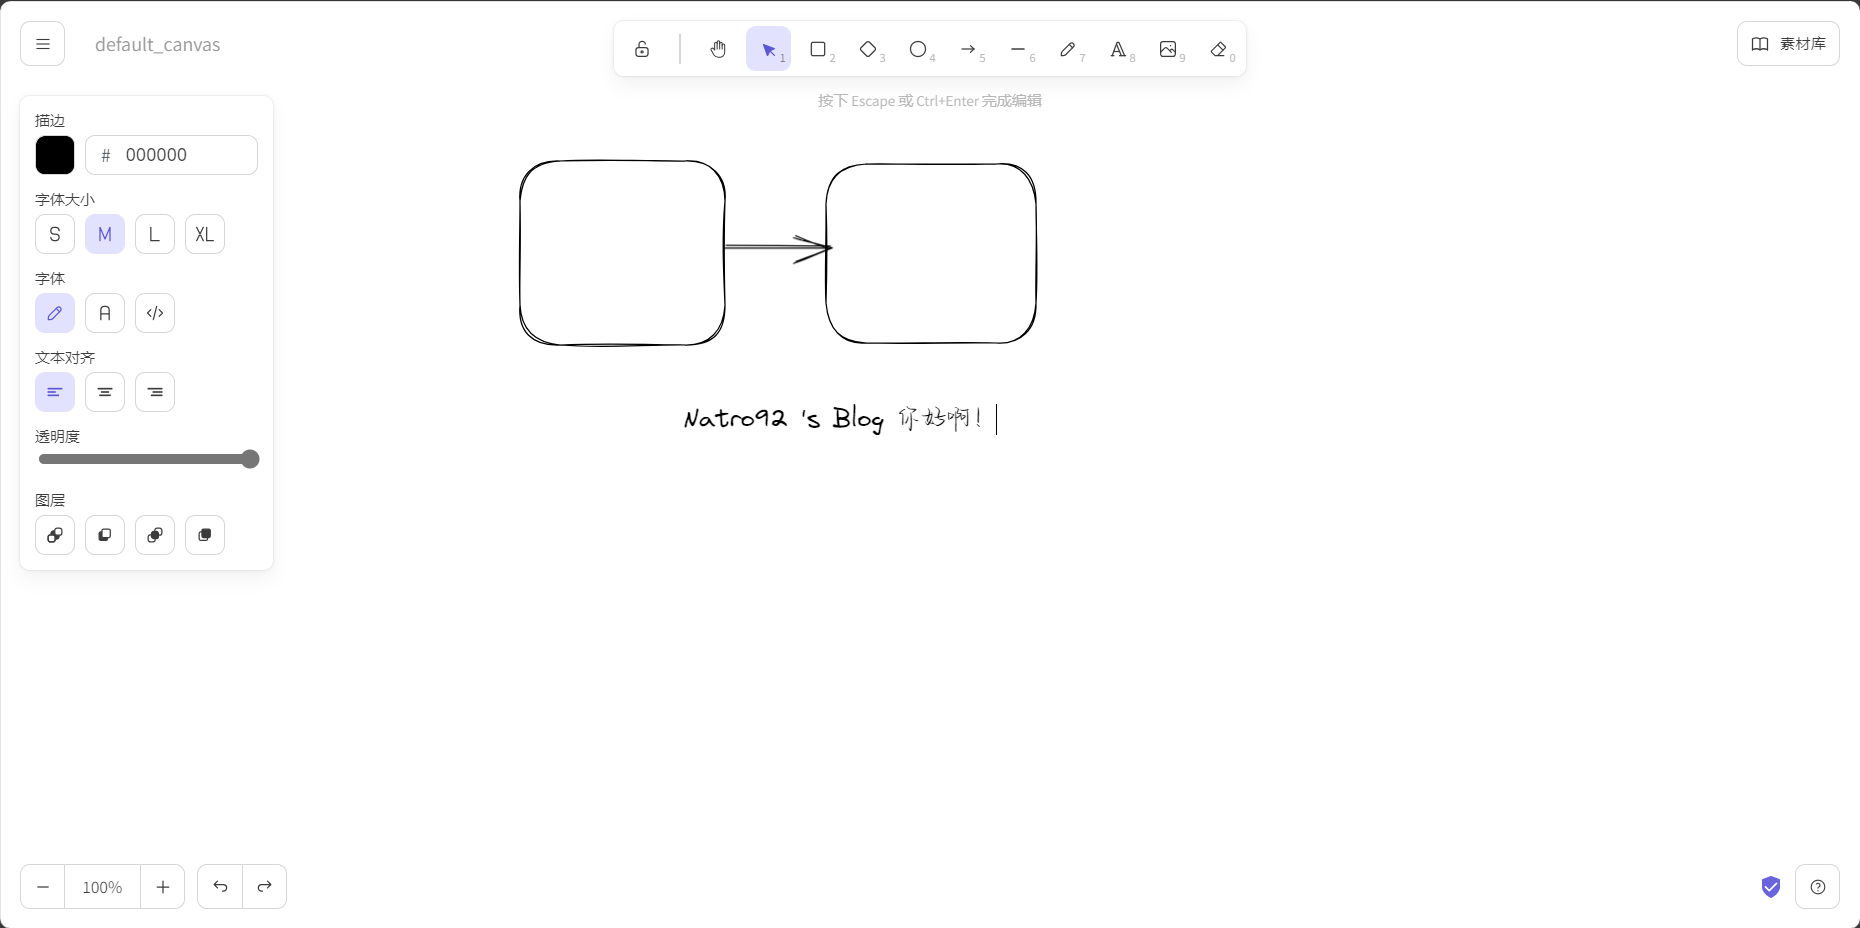 default_canvas
1
2
3
4
5
6
7
8
9
0
素材库
按下 Escape 或 Ctrl+Enter 完成编辑
描边
# 000000
字体大小
S M L XL
字体
A </>
文本对齐
透明度
图层
Natro92 's Blog 你好啊！
100%